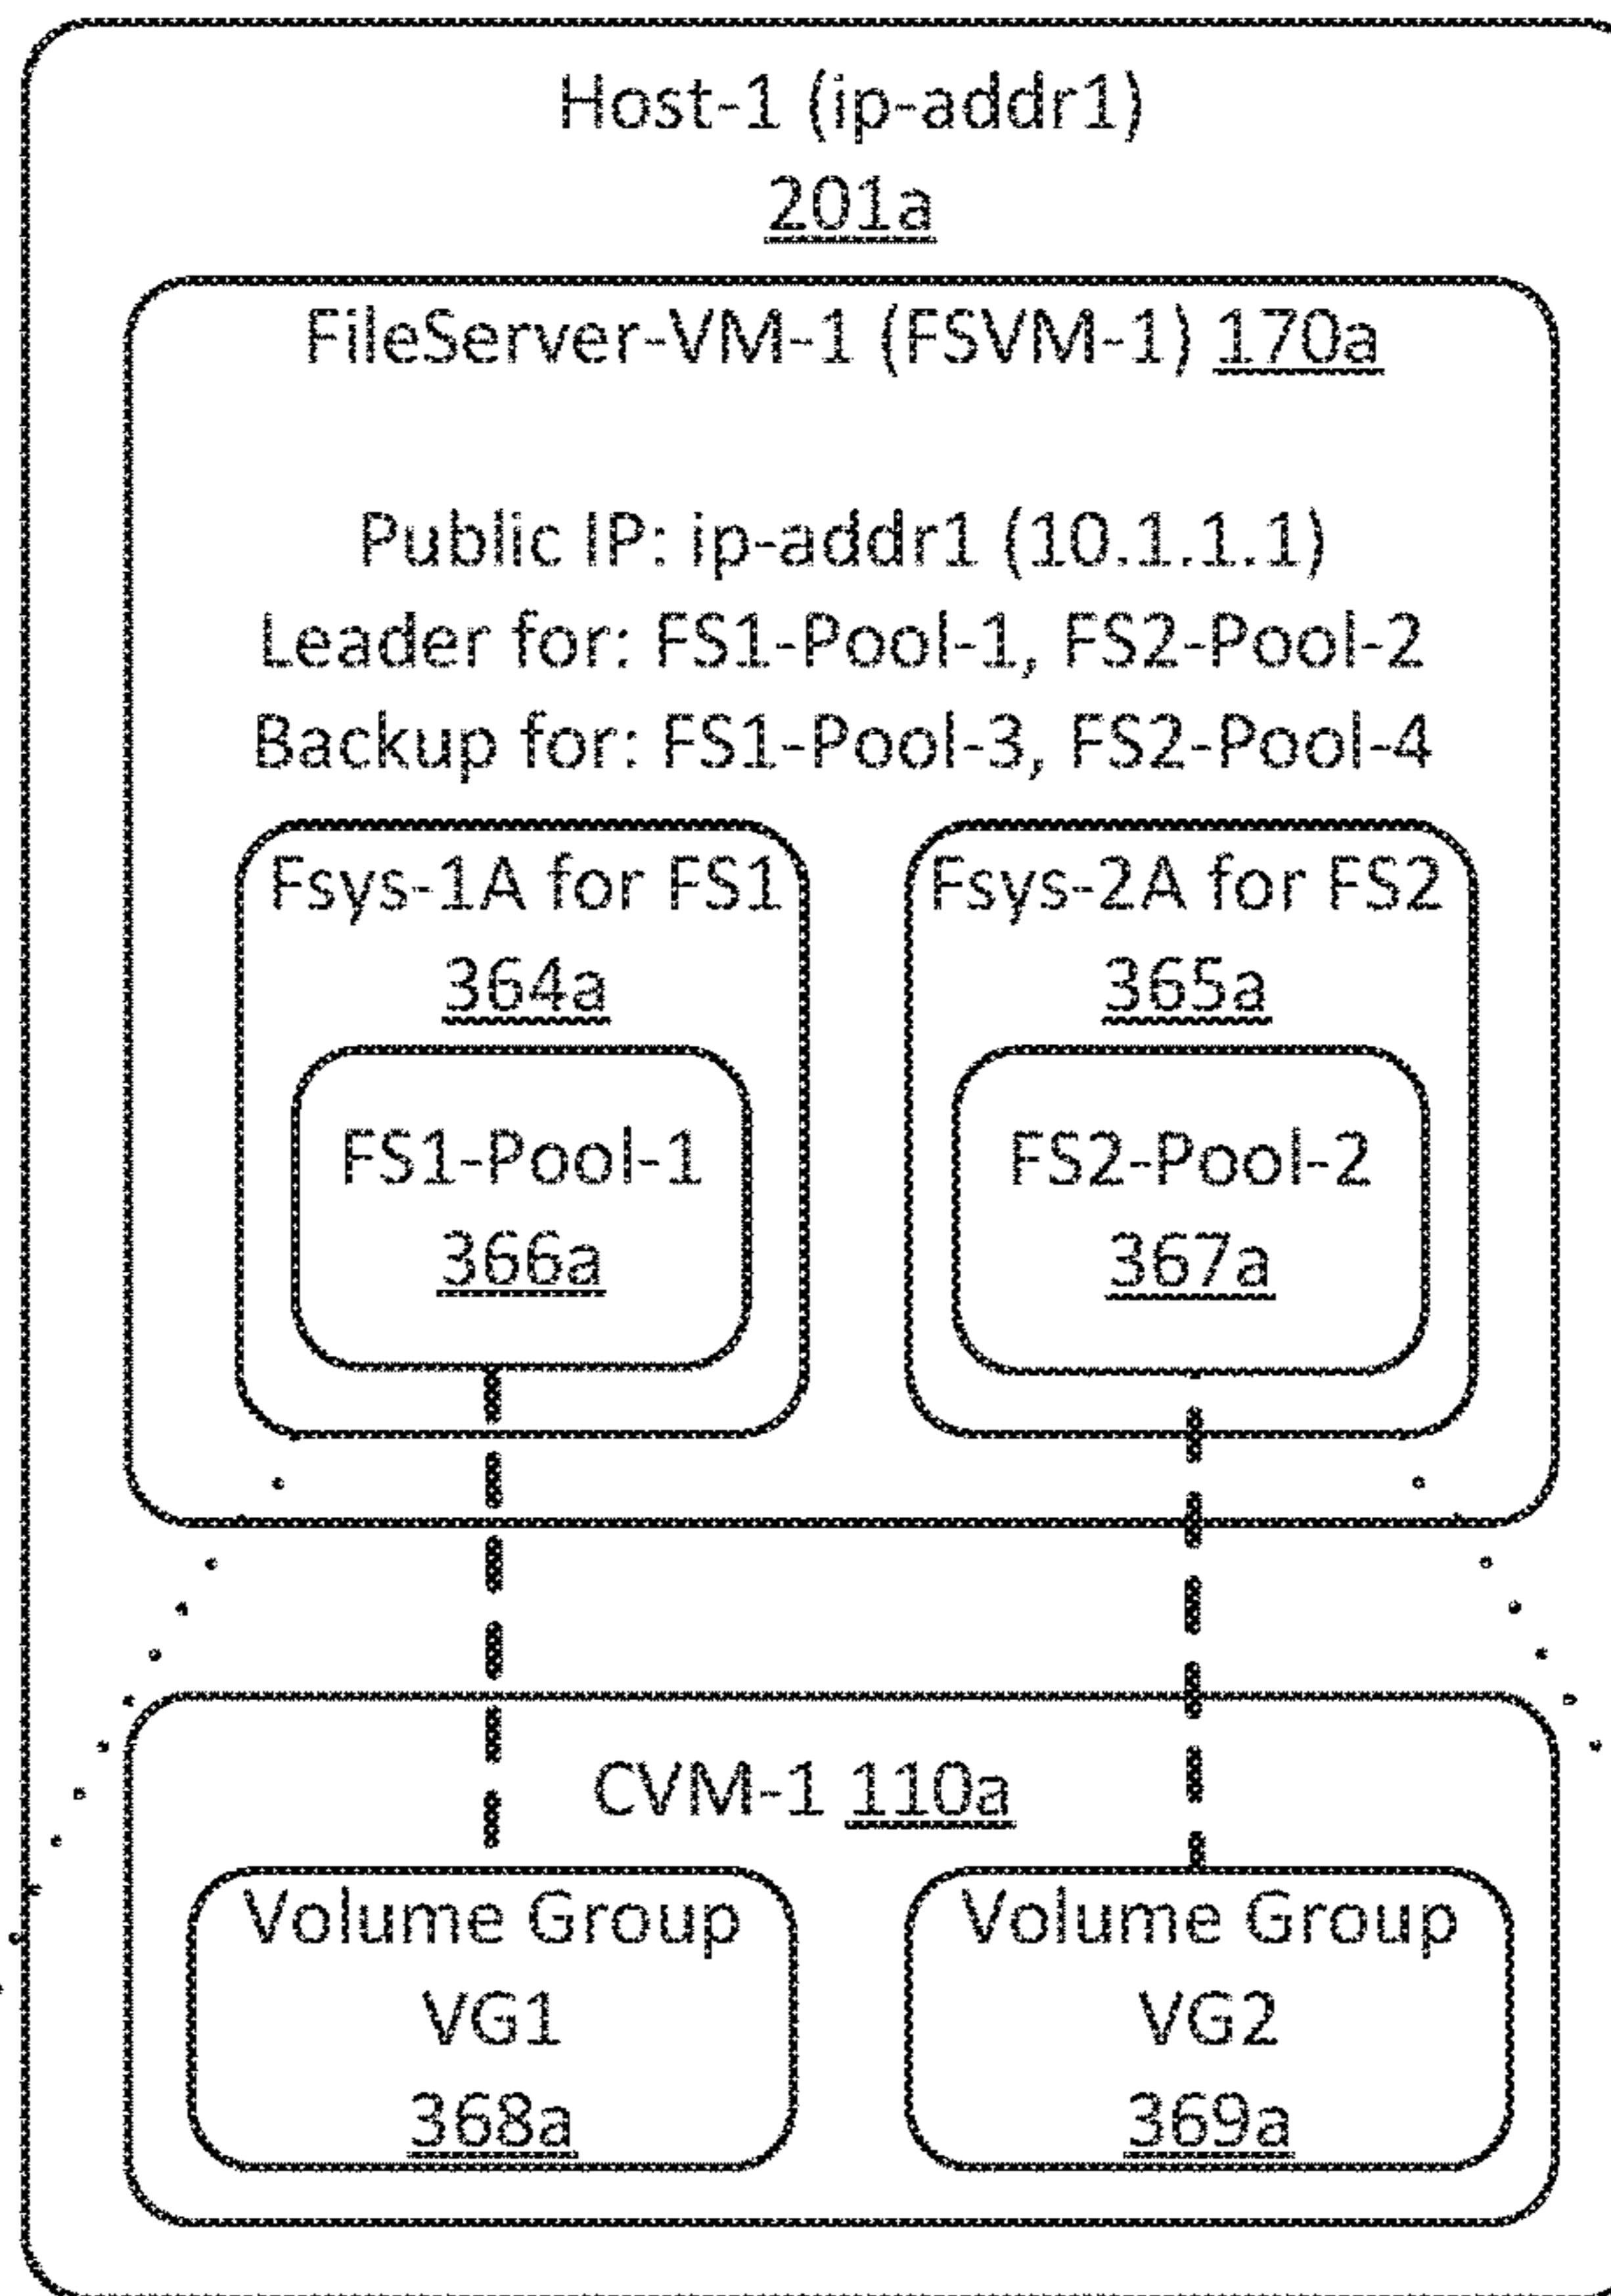 Host-1 (ip-addr1)
201a
FileServer-VM-1 (FSVM-1) 170a
Public IP: ip-addr1 (10.1.1.1)
Leader for: FS1-Pool-1, FS2-Pool-2
Backup for: FS1-Pool-3, FS2-Pool-4
Fsys-1A for FS1
364a
FS1-Pool-1
366a
Fsys-2A for FS2
365a
FS2-Pool-2
367a
CVM-1 110a
Volume Group
VG1
368a
Volume Group
VG2
369a